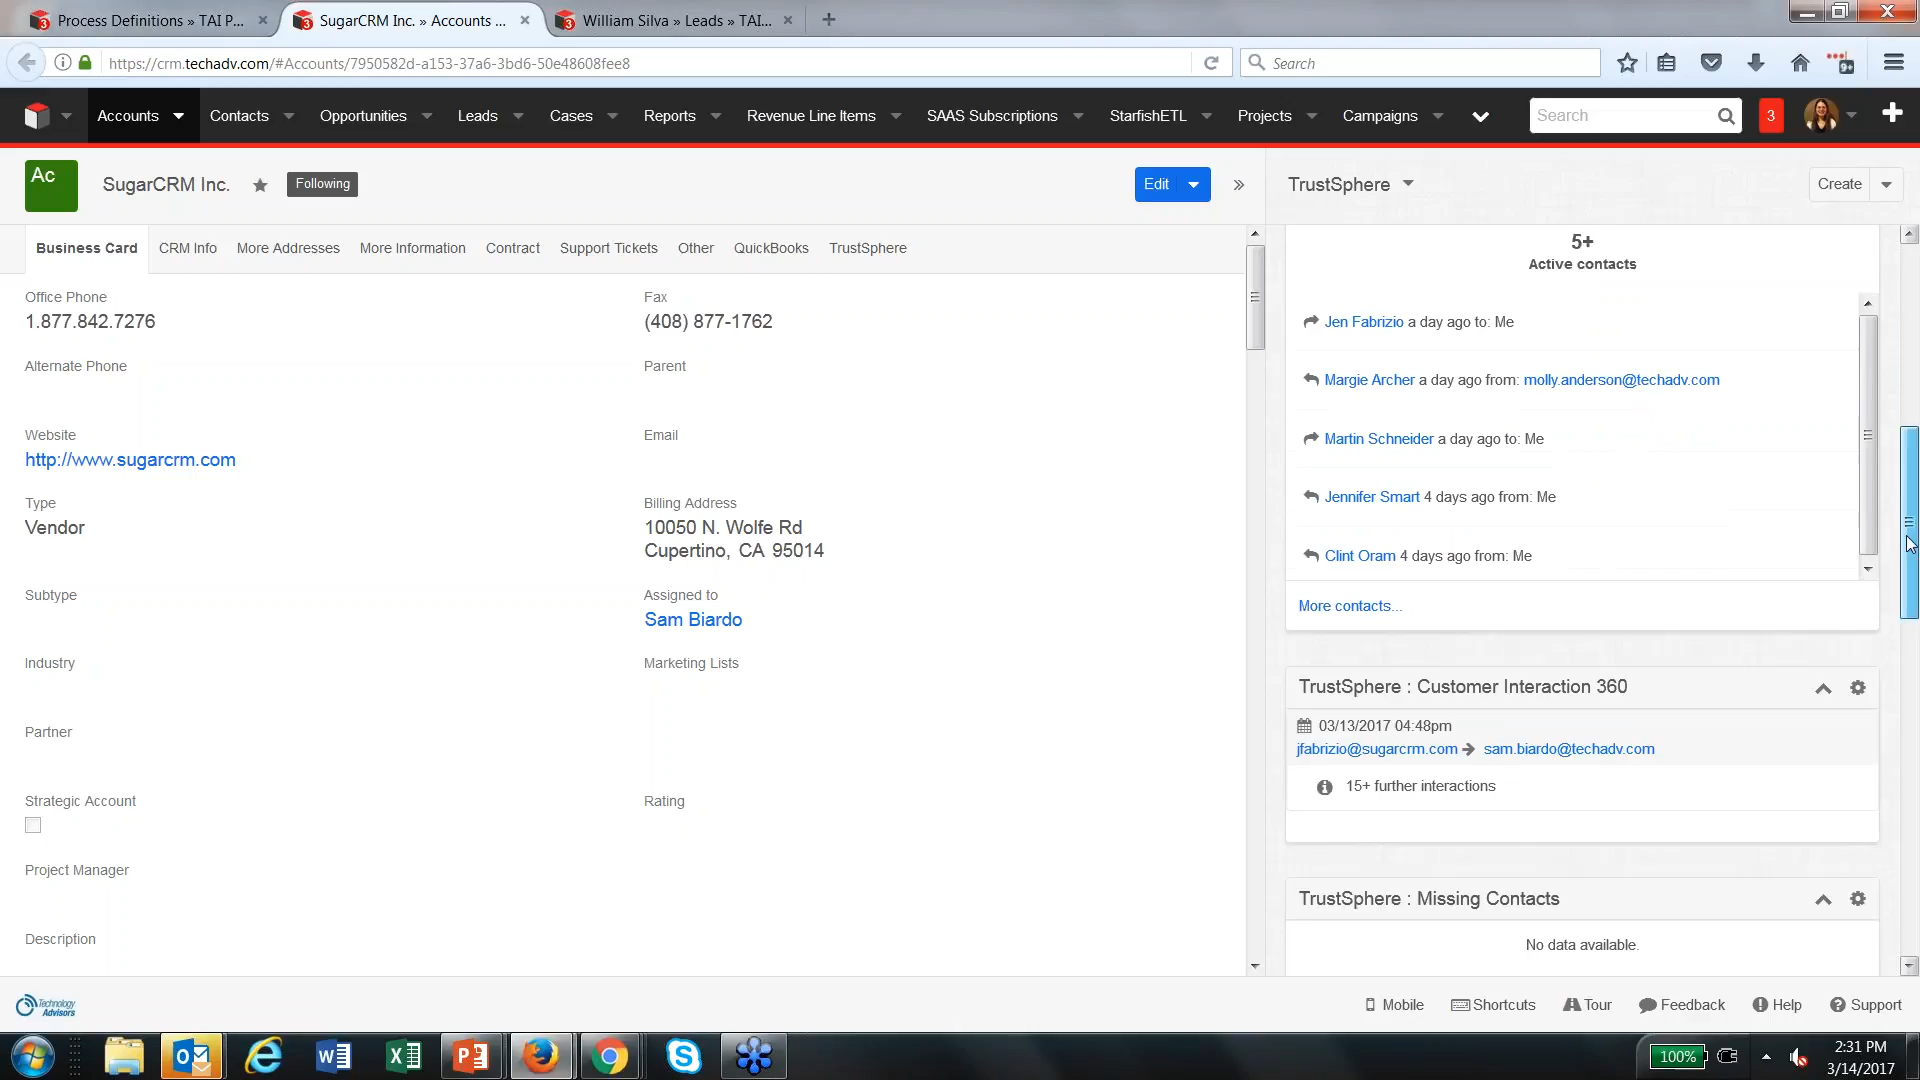 Process Definitions » TAI P...
SugarCRM Inc. » Accounts ...
William Silva » Leads » TAI...
https://crm.techadv.com/#Accounts/7950582d-a153-37a6-3bd6-50e48608fee8
Search
9+
Accounts
Contacts
Opportunities
Leads
Cases
Reports
Revenue Line Items
SAAS Subscriptions
StarfishETL
Projects
Campaigns
Search
3
Ac
SugarCRM Inc.
Following
Edit
TrustSphere
Create
Business Card
CRM Info
More Addresses
More Information
Contract
Support Tickets
Other
QuickBooks
TrustSphere
Office Phone
1.877.842.7276
Fax
(408) 877-1762
Alternate Phone
Parent
Website
http://www.sugarcrm.com
Email
Type
Vendor
Billing Address
10050 N. Wolfe Rd
Cupertino, CA 95014
Subtype
Assigned to
Sam Biardo
Industry
Marketing Lists
Partner
Strategic Account
Rating
Project Manager
Description
5+
Active contacts
Jen Fabrizio a day ago to: Me
Margie Archer a day ago from: molly.anderson@techadv.com
Martin Schneider a day ago to: Me
Jennifer Smart 4 days ago from: Me
Clint Oram 4 days ago from: Me
More contacts...
TrustSphere : Customer Interaction 360
03/13/2017 04:48pm
jfabrizio@sugarcrm.com
sam.biardo@techadv.com
15+ further interactions
TrustSphere : Missing Contacts
No data available.
Technology
Advisors
Mobile
Shortcuts
Tour
Feedback
Help
Support
100%
2:31 PM
3/14/2017